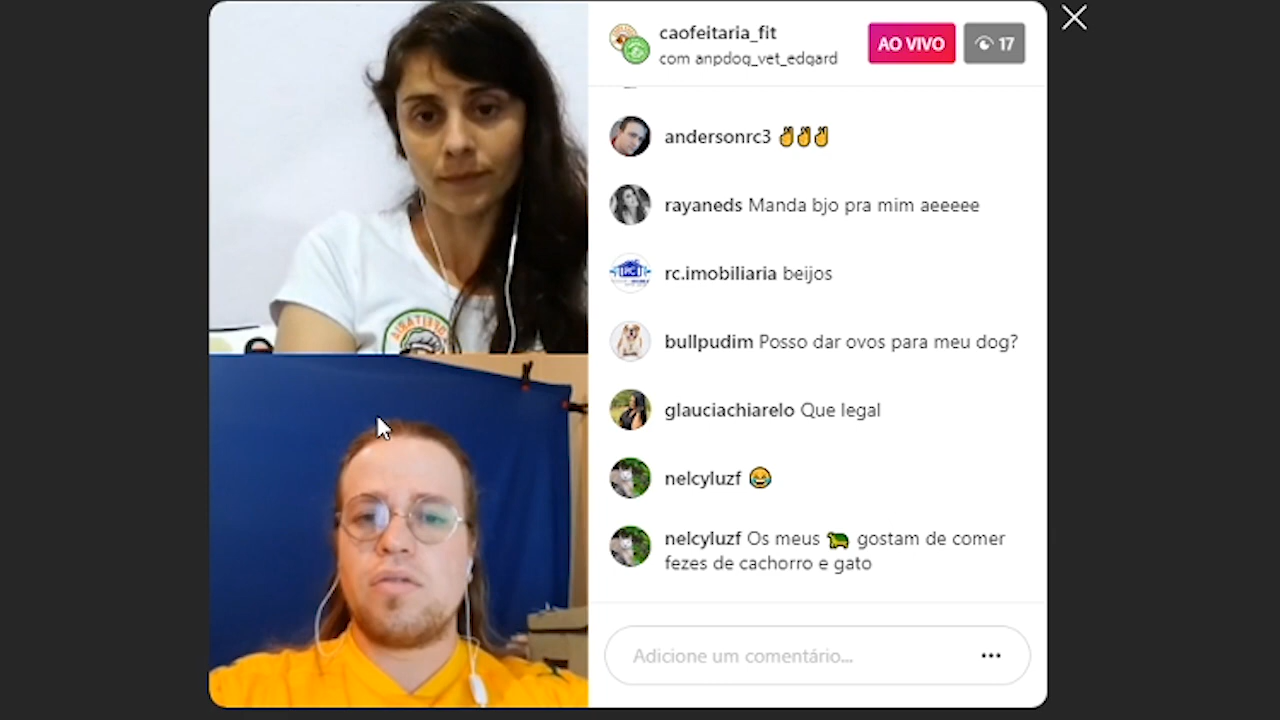 caofeitaria_fit
com anpdog_vet_edgard
AO VIVO
17
andersonrc3 ✌✌✌
rayaneds Manda bjo pra mim aeeeee
rc.imobiliaria beijos
bullpudim Posso dar ovos para meu dog?
glauciachiarelo Que legal
nelcyluzf 😂
nelcyluzf Os meus 🐢 gostam de comer
fezes de cachorro e gato
Adicione um comentário...